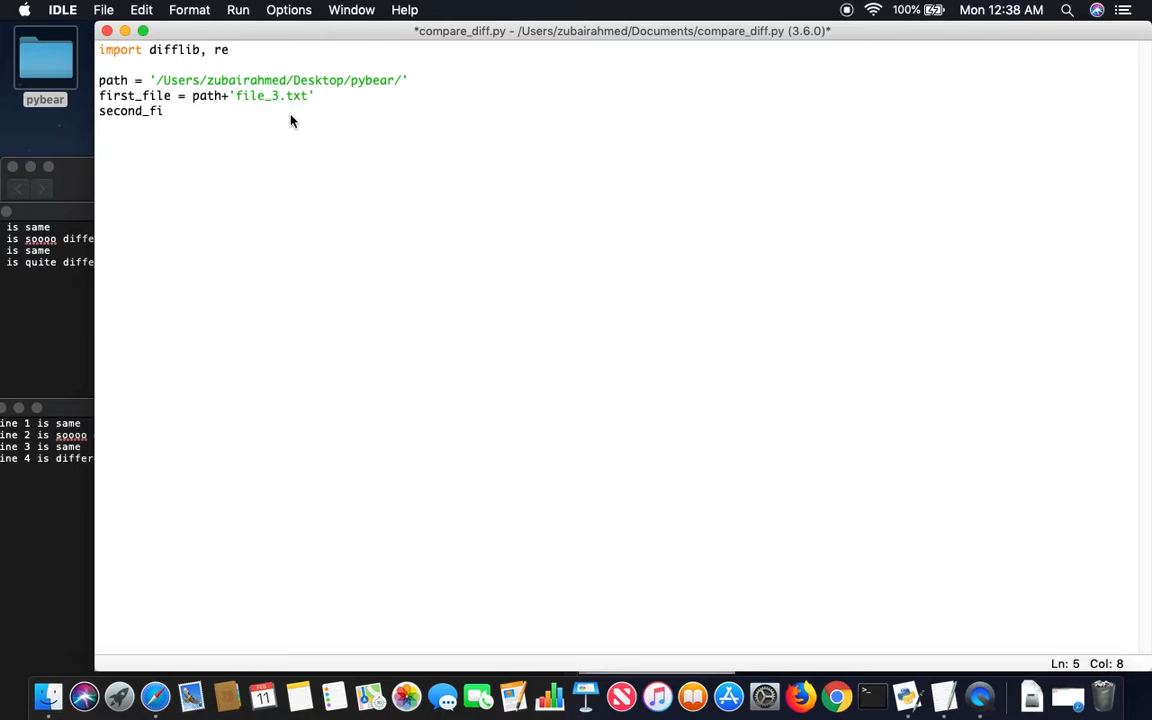 IDLE File Edit Format Run Options Window Help 100% Mon 12:38 AM
*compare_diff.py - /Users/zubairahmed/Documents/compare_diff.py (3.6.0)*
import difflib, re
path = '/Users/zubairahmed/Desktop/pybear/'
first_file = path+'file_3.txt'
second_fi
pybear
is same
is soooo diffe
is same
is quite diffe
ine 1 is same
ine 2 is soooo
ine 3 is same
ine 4 is differ
Ln: 5 Col: 8
FEB
11